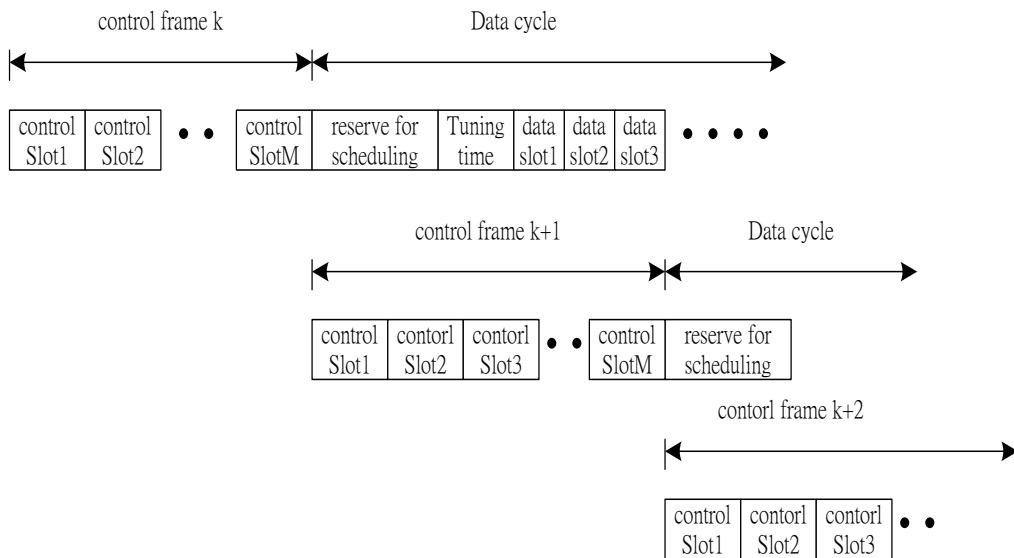 control frame k
Data cycle
control
Slot1
control
Slot2
control
SlotM
reserve for
scheduling
Tuning
time
data
slot1
data
slot2
data
slot3
control frame k+1
Data cycle
control
Slot1
contorl
Slot2
contorl
Slot3
control
SlotM
reserve for
scheduling
contorl frame k+2
control
Slot1
contorl
Slot2
contorl
Slot3